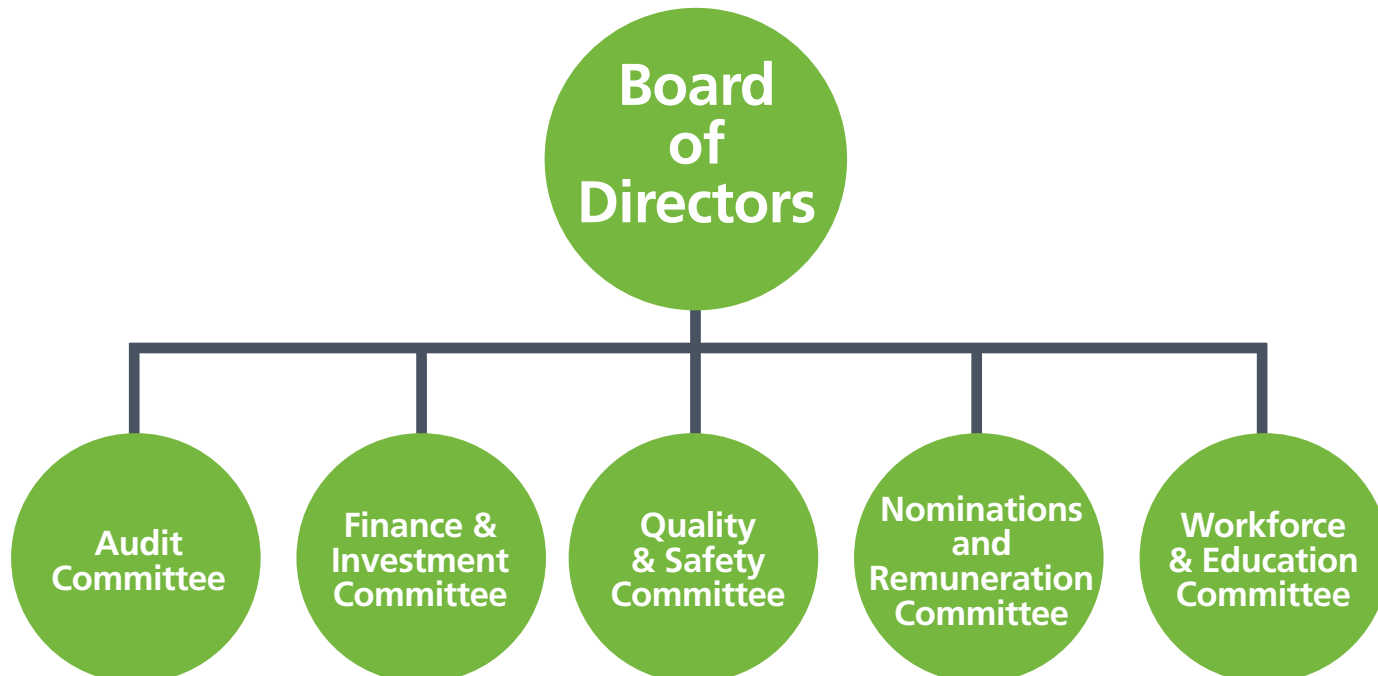 Board
of
Directors
Audit
Committee
Finance &
Investment
Committee
Quality
& Safety
Committee
Nominations
and
Remuneration
Committee
Workforce
& Education
Committee